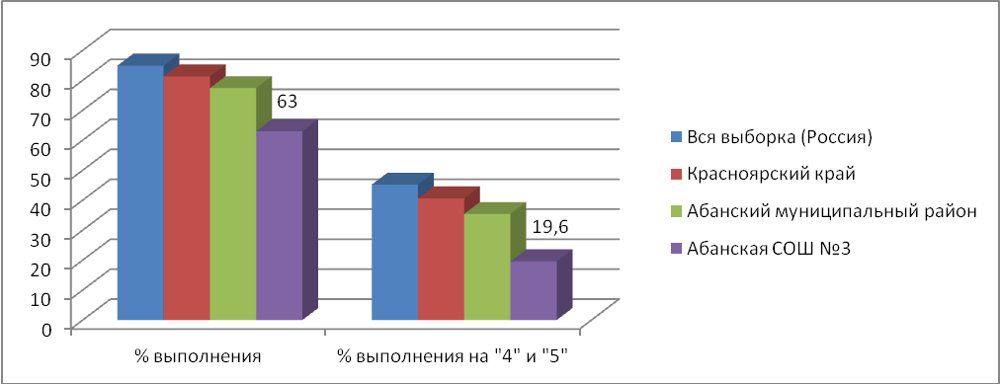 90
80
70
60
50
40
30
20
10
0
63
19,6
% выполнения
% выполнения на "4" и "5"
Вся выборка (Россия)
Красноярский край
Абанский муниципальный район
Абанская СОШ №3